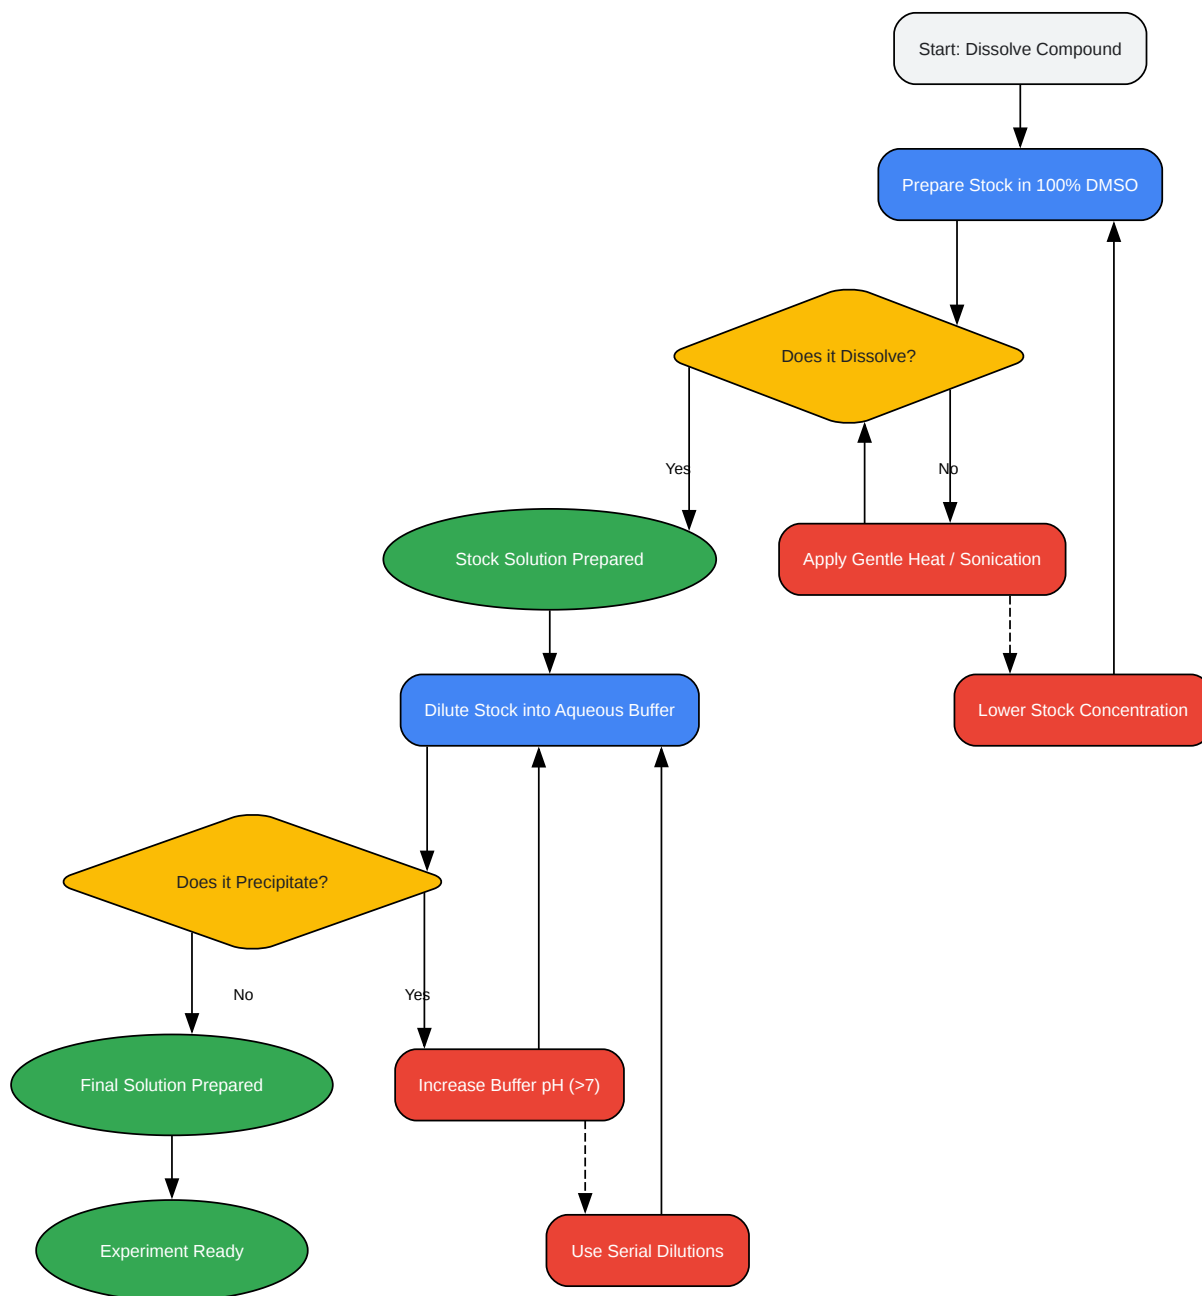 Start: Dissolve Compound
Prepare Stock in 100% DMSO
Does it Dissolve?
Yes
No
Stock Solution Prepared
Apply Gentle Heat / Sonication
Dilute Stock into Aqueous Buffer
Lower Stock Concentration
Does it Precipitate?
No
Yes
Final Solution Prepared
Increase Buffer pH (>7)
Experiment Ready
Use Serial Dilutions